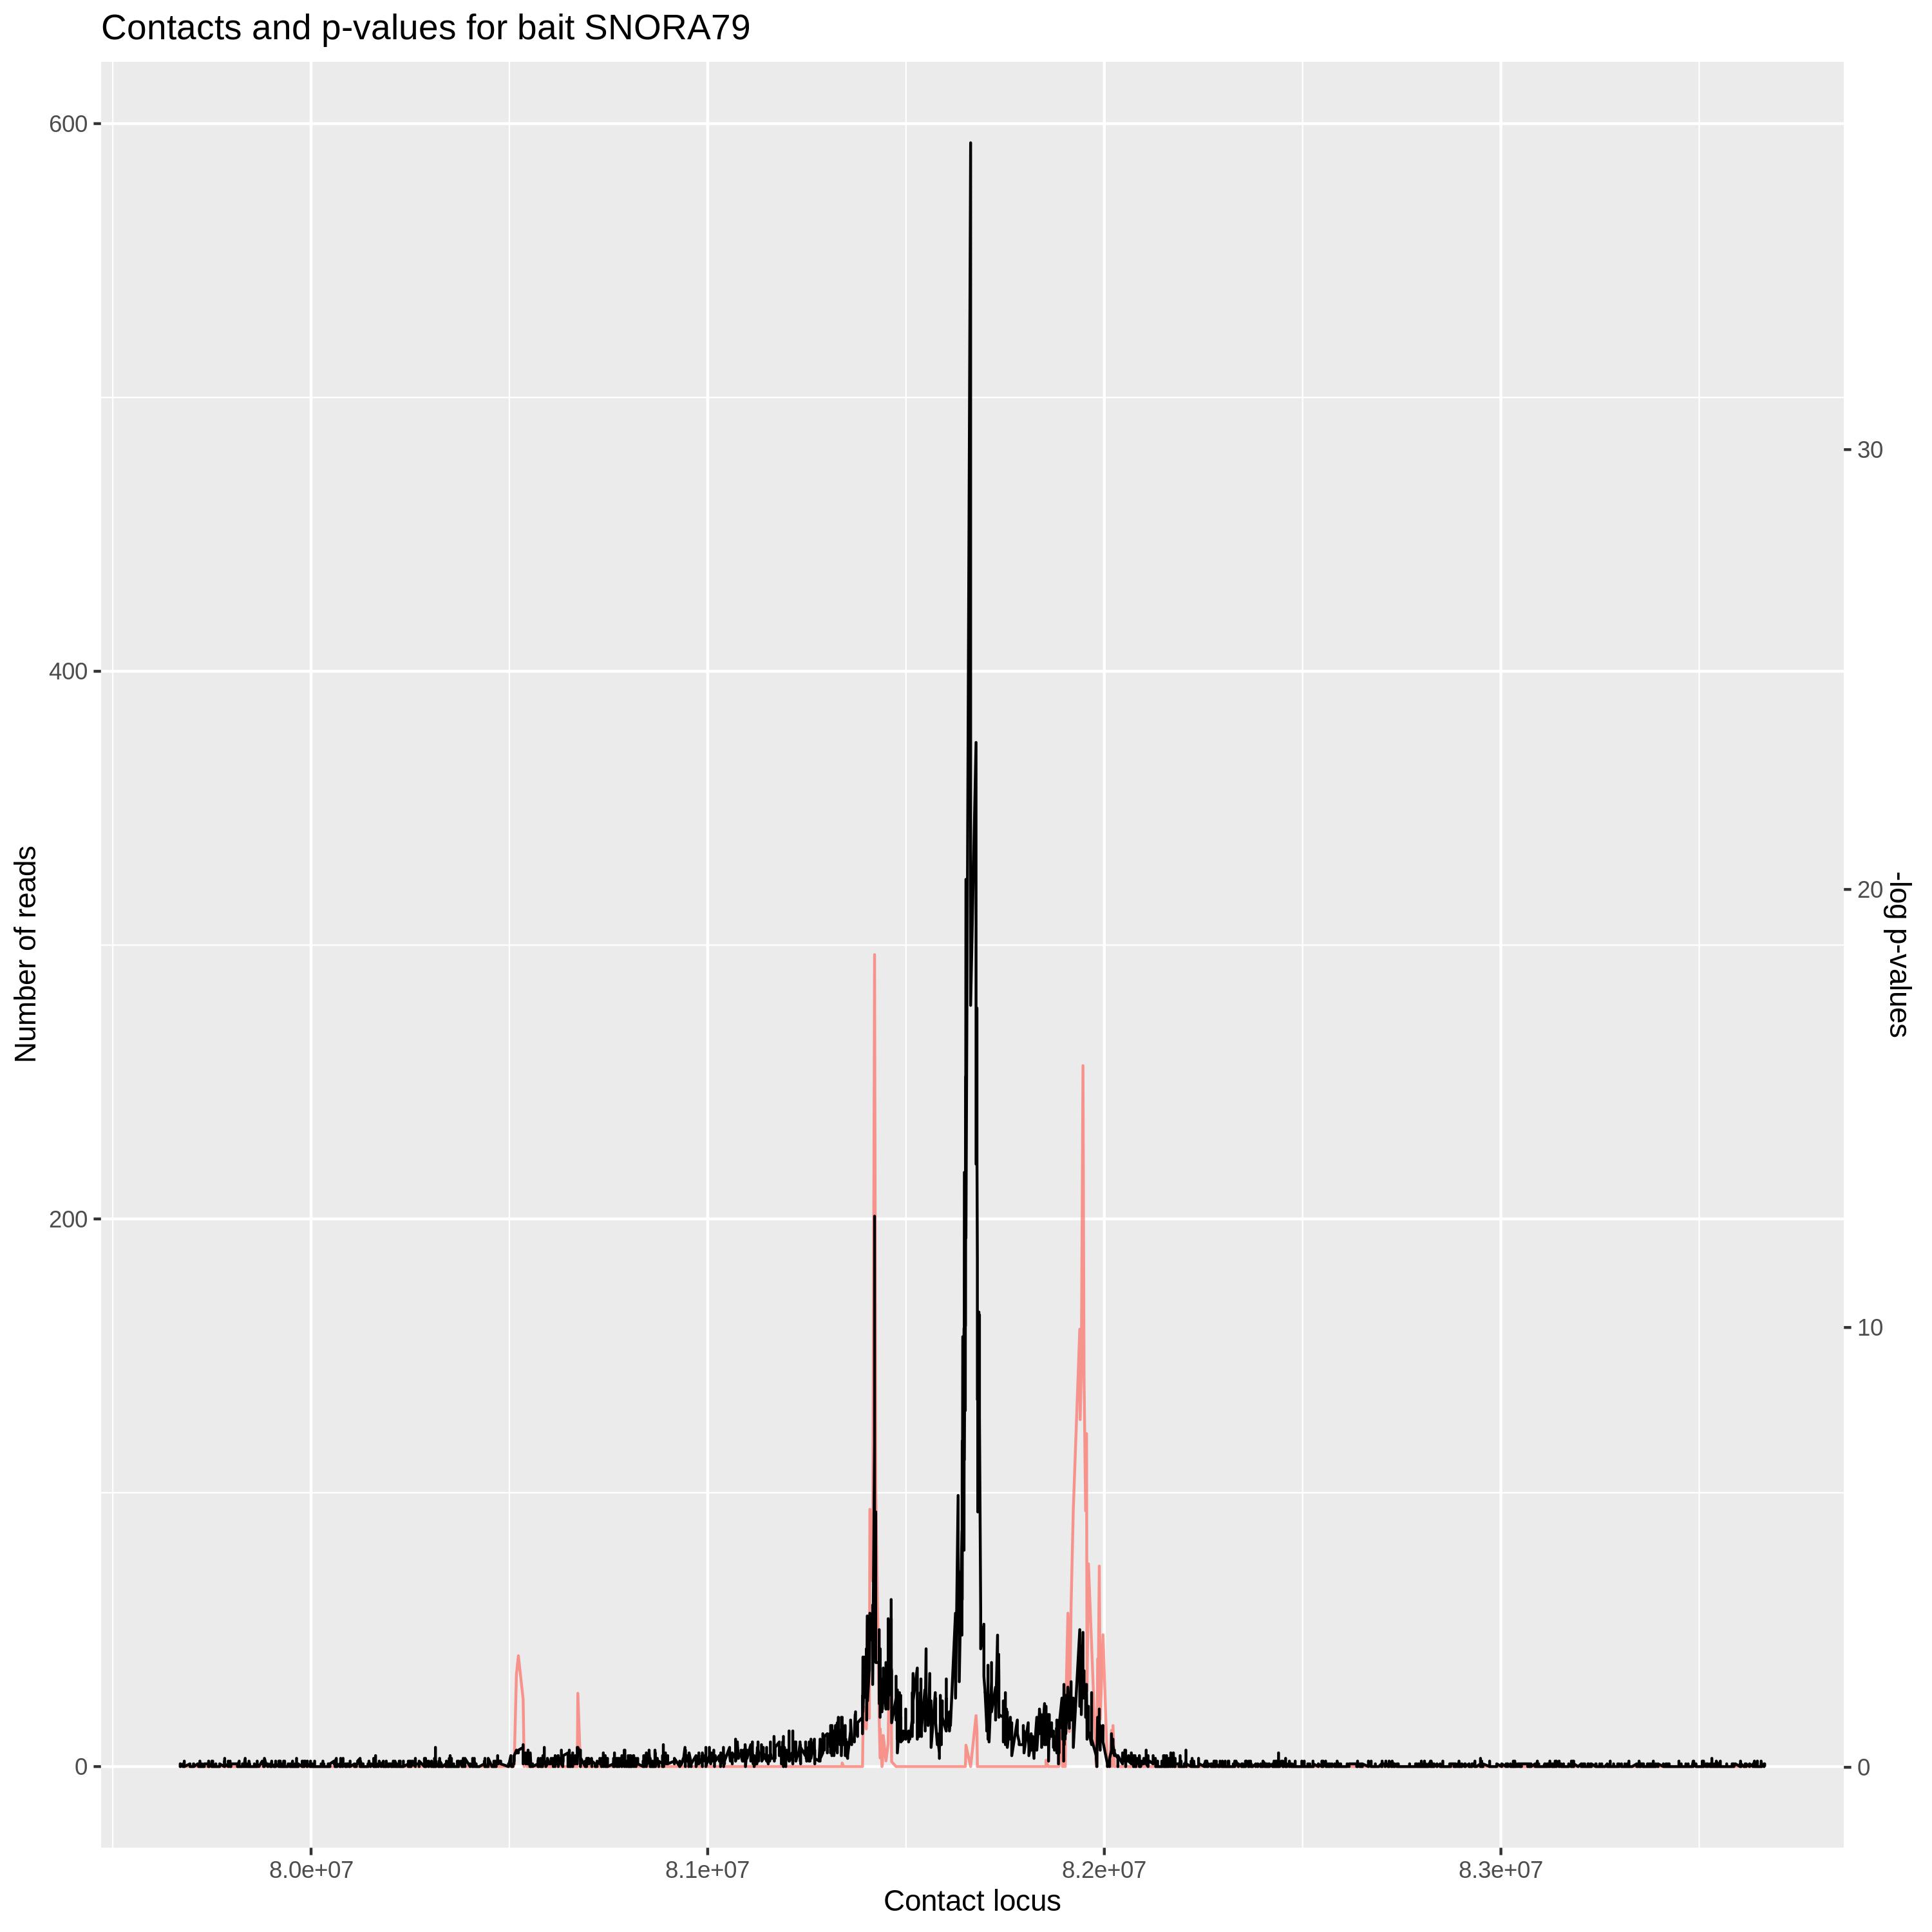 Contacts and p-values for bait SNORA79
600
400
200
0
Number of reads
30
20
10
0
-log p-values
8.0e+07
8.1e+07
8.2e+07
8.3e+07
Contact locus